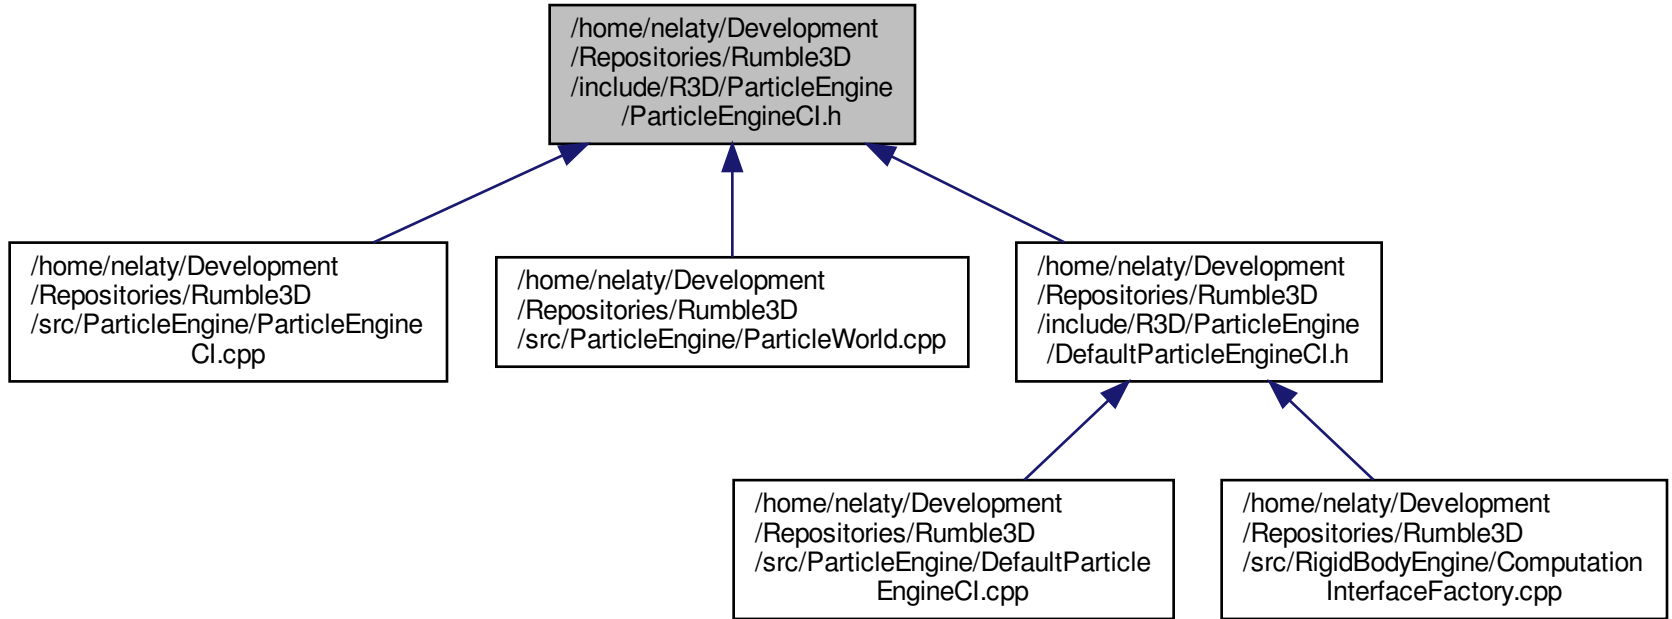 /home/nelaty/Development
/Repositories/Rumble3D
/include/R3D/ParticleEngine
/ParticleEngineCI.h
/home/nelaty/Development
/Repositories/Rumble3D
/src/ParticleEngine/ParticleEngine
CI.cpp
/home/nelaty/Development
/Repositories/Rumble3D
/src/ParticleEngine/ParticleWorld.cpp
/home/nelaty/Development
/Repositories/Rumble3D
/include/R3D/ParticleEngine
/DefaultParticleEngineCI.h
/home/nelaty/Development
/Repositories/Rumble3D
/src/ParticleEngine/DefaultParticle
EngineCI.cpp
/home/nelaty/Development
/Repositories/Rumble3D
/src/RigidBodyEngine/Computation
InterfaceFactory.cpp